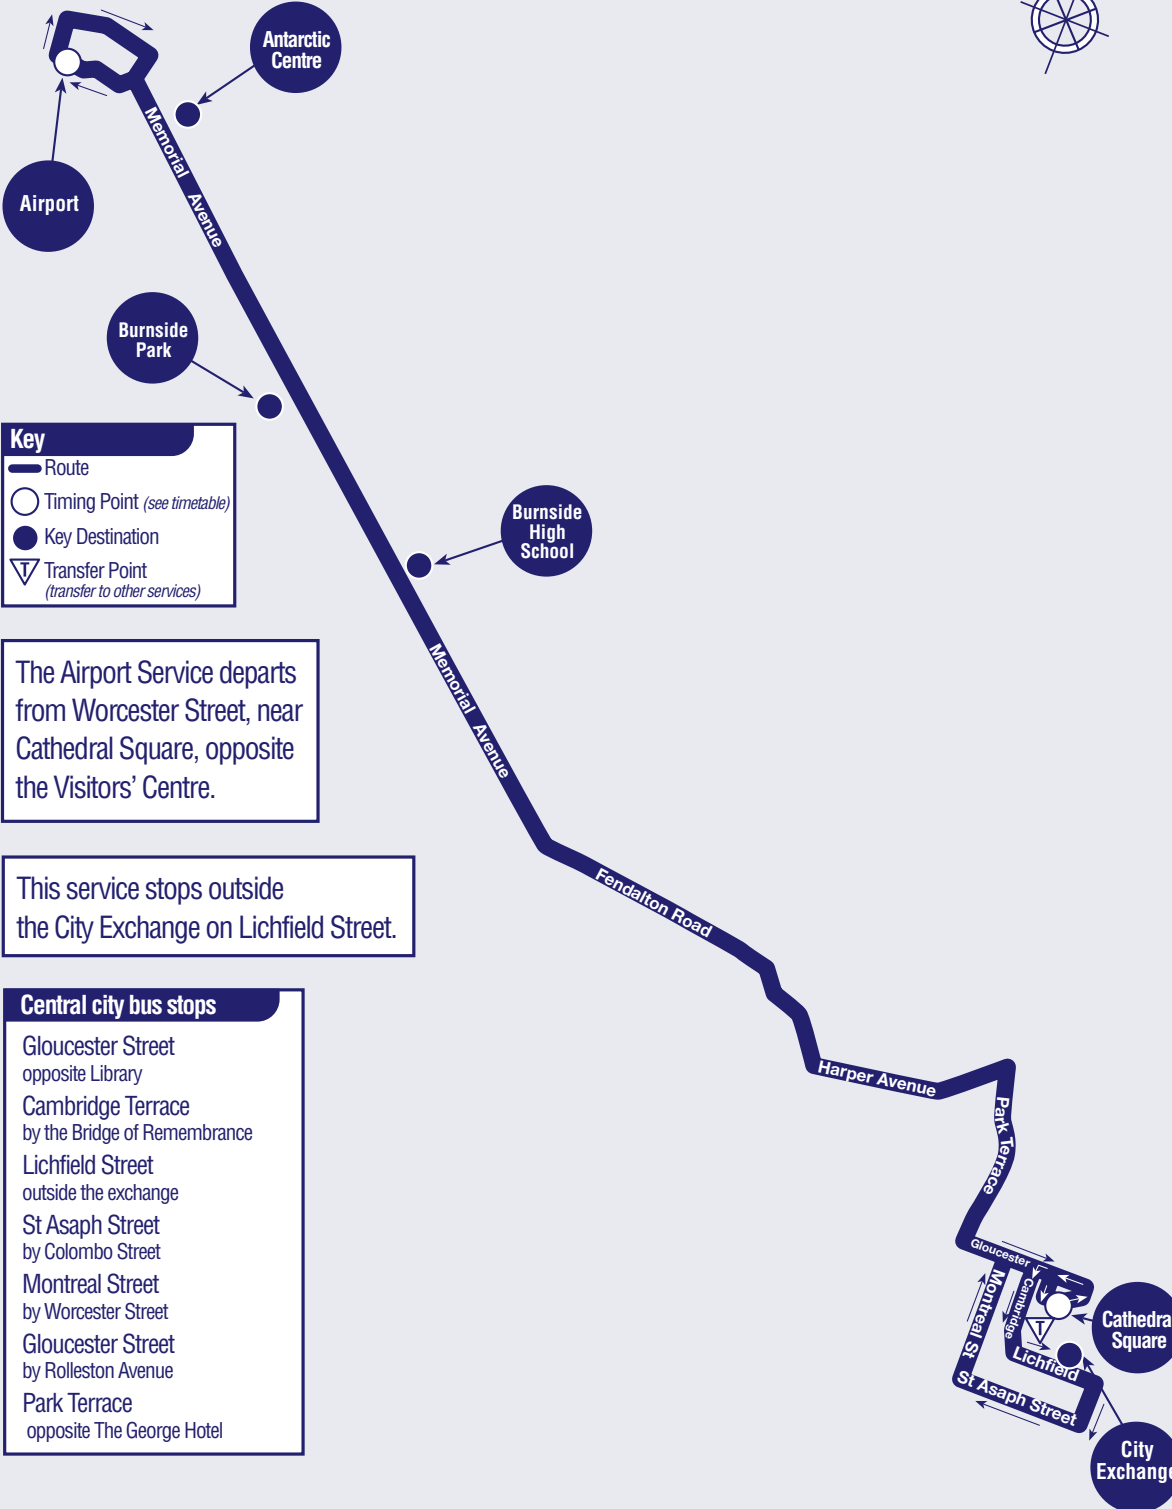 Antarctic
Centre
Memorial Avenue
Airport
Burnside
Park
Key
Route
Timing Point (see timetable)
Key Destination
T Transfer Point
(transfer to other services)
Burnside
High
School
The Airport Service departs
from Worcester Street, near
Cathedral Square, opposite
the Visitors’ Centre.
Memorial Avenue
This service stops outside
the City Exchange on Lichfield Street.
Fendalton Road
Central city bus stops
Gloucester Street
opposite Library
Cambridge Terrace
by the Bridge of Remembrance
Lichfield Street
outside the exchange
St Asaph Street
by Colombo Street
Montreal Street
by Worcester Street
Gloucester Street
by Rolleston Avenue
Park Terrace
opposite The George Hotel
Harper Avenue
Park Terrace
Gloucester
Montreal St
Cambridge
T
Lichfield
St Asaph Street
Cathedra
Square
City
Exchange